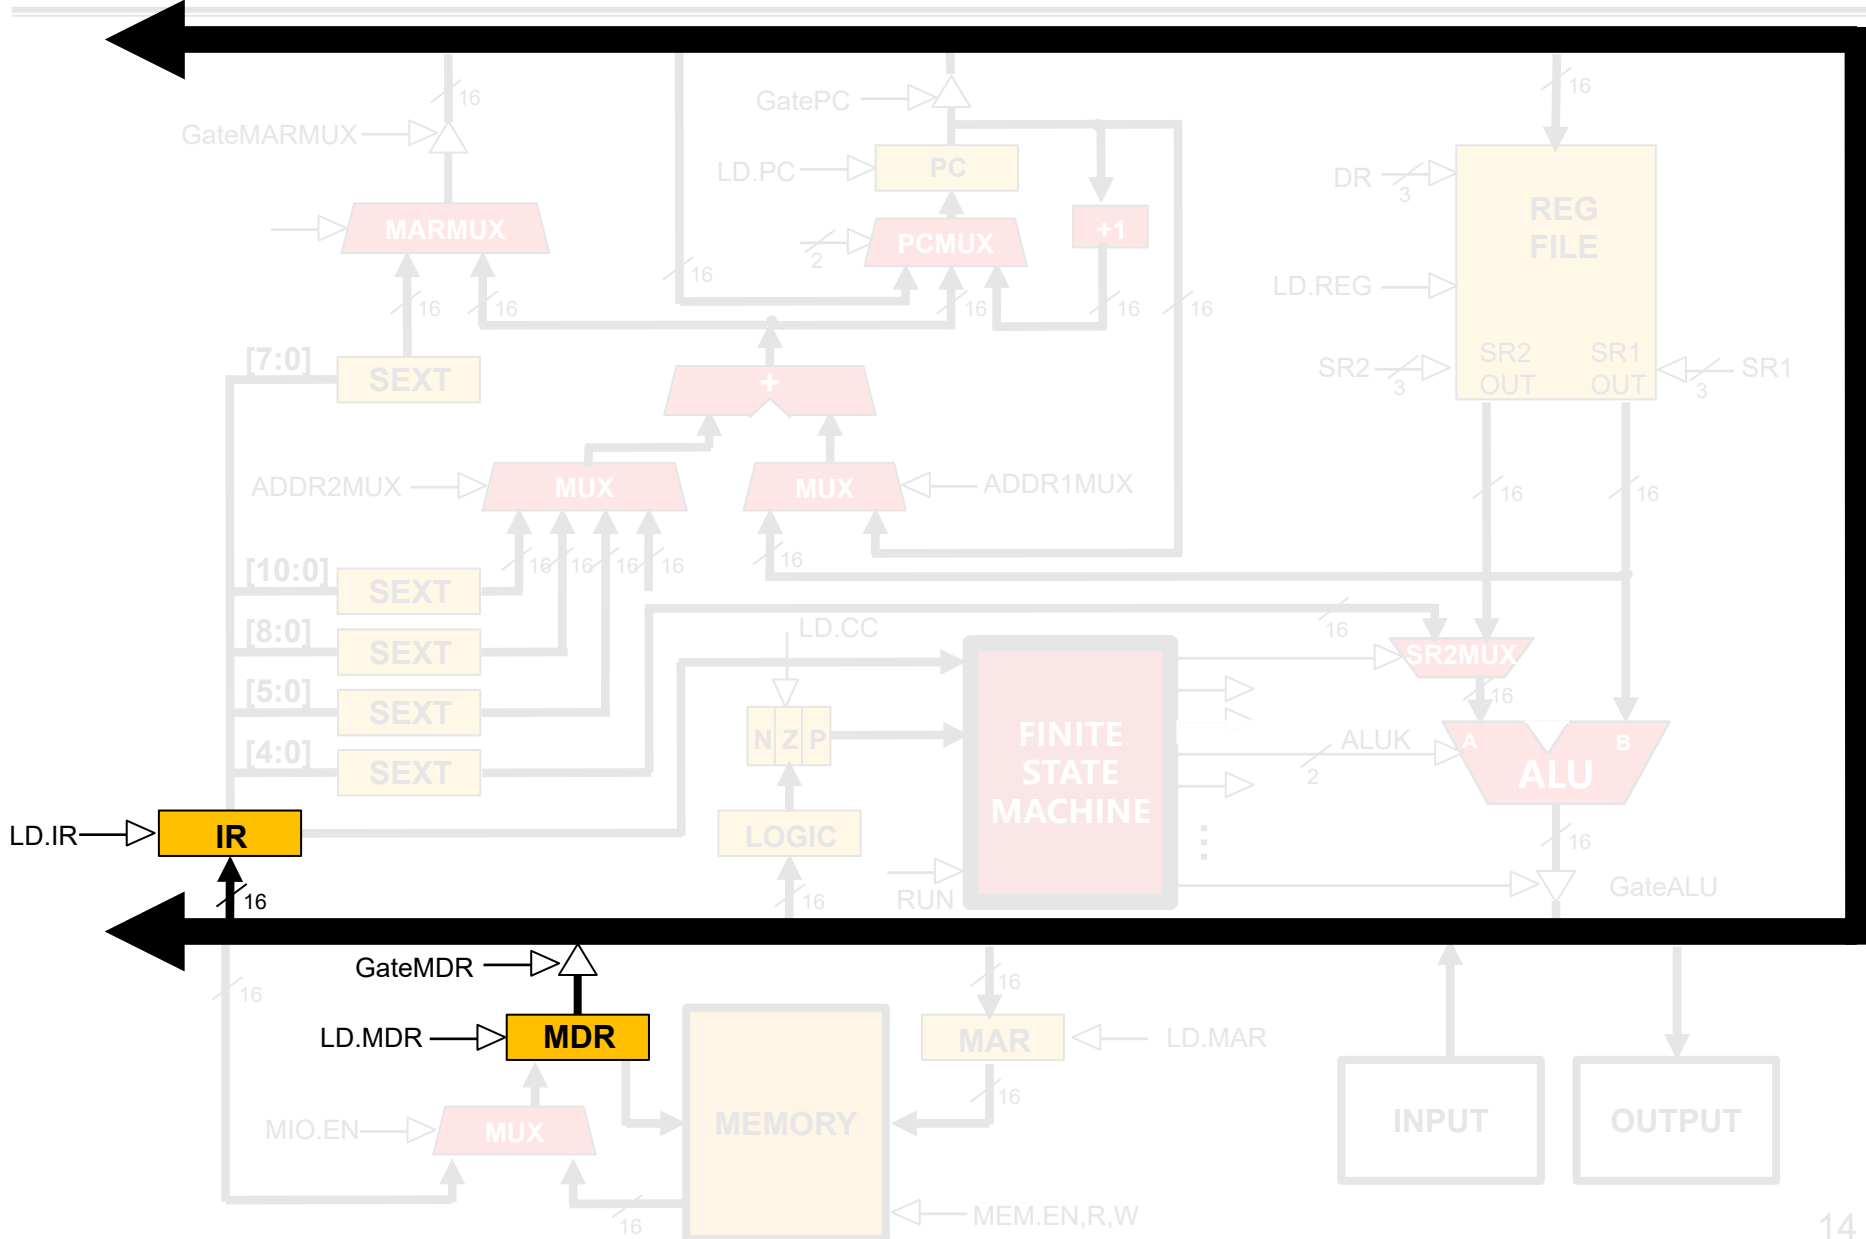 16
16
GatePC
GateMARMUX
LD.PC
PC
DR
3
REG
FILE
MARMUX
2
PCMUX
+1
16
LD.REG
16
16
16
16
16
[7:0]
SEXT
+
SR2
3
SR2
OUT
SR1
OUT
3
SR1
ADDR2MUX
MUX
MUX
ADDR1MUX
16
16
16
16
16
16
16
[10:0]
SEXT
[8:0]
SEXT
LD.CC
16
SR2MUX
16
[5:0]
SEXT
N Z P
FINITE
STATE
MACHINE
ALUK
2
A
B
ALU
[4:0]
SEXT
LD.IR
IR
LOGIC
⋮
16
16
16
RUN
GateALU
GateMDR
16
16
LD.MDR
MDR
MAR
LD.MAR
16
MIO.EN
MUX
MEMORY
INPUT
OUTPUT
16
MEM.EN,R,W
14